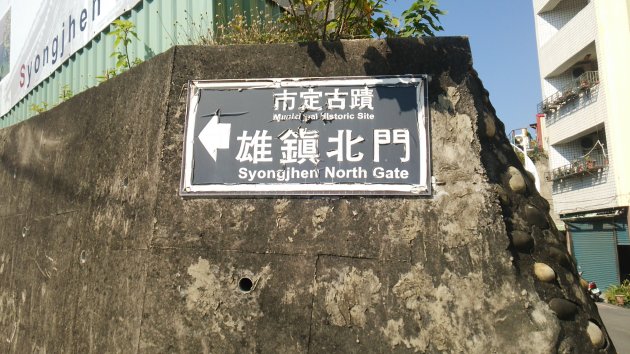 Syongjhen
市定古蹟
Municipal Historic Site
雄鎮北門
Syongjhen North Gate